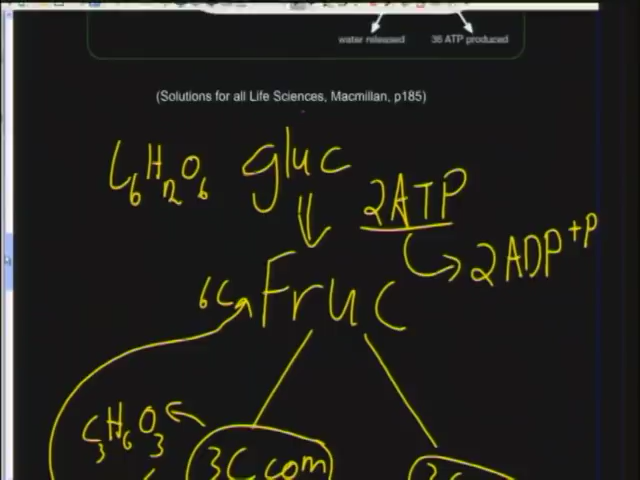 water released 36 ATP produced
(Solutions for all Life Sciences, Macmillan, p185)
C6H12O6 gluc
2ATP
2ADP+P
6C Fruc
C3H6O3
3C com
3C